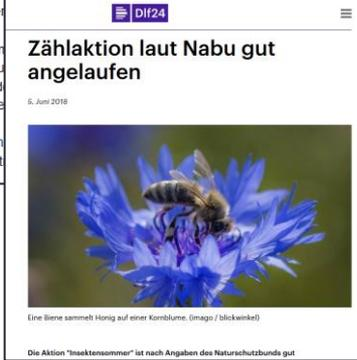 Dlf24
Zählaktion laut Nabu gut
angelaufen
5. Juni 2018
Eine Biene sammelt Honig auf einer Kornblume. (imago / blickwinkel)
Die Aktion "Insektensommer" ist nach Angaben des Naturschutzbunds gut